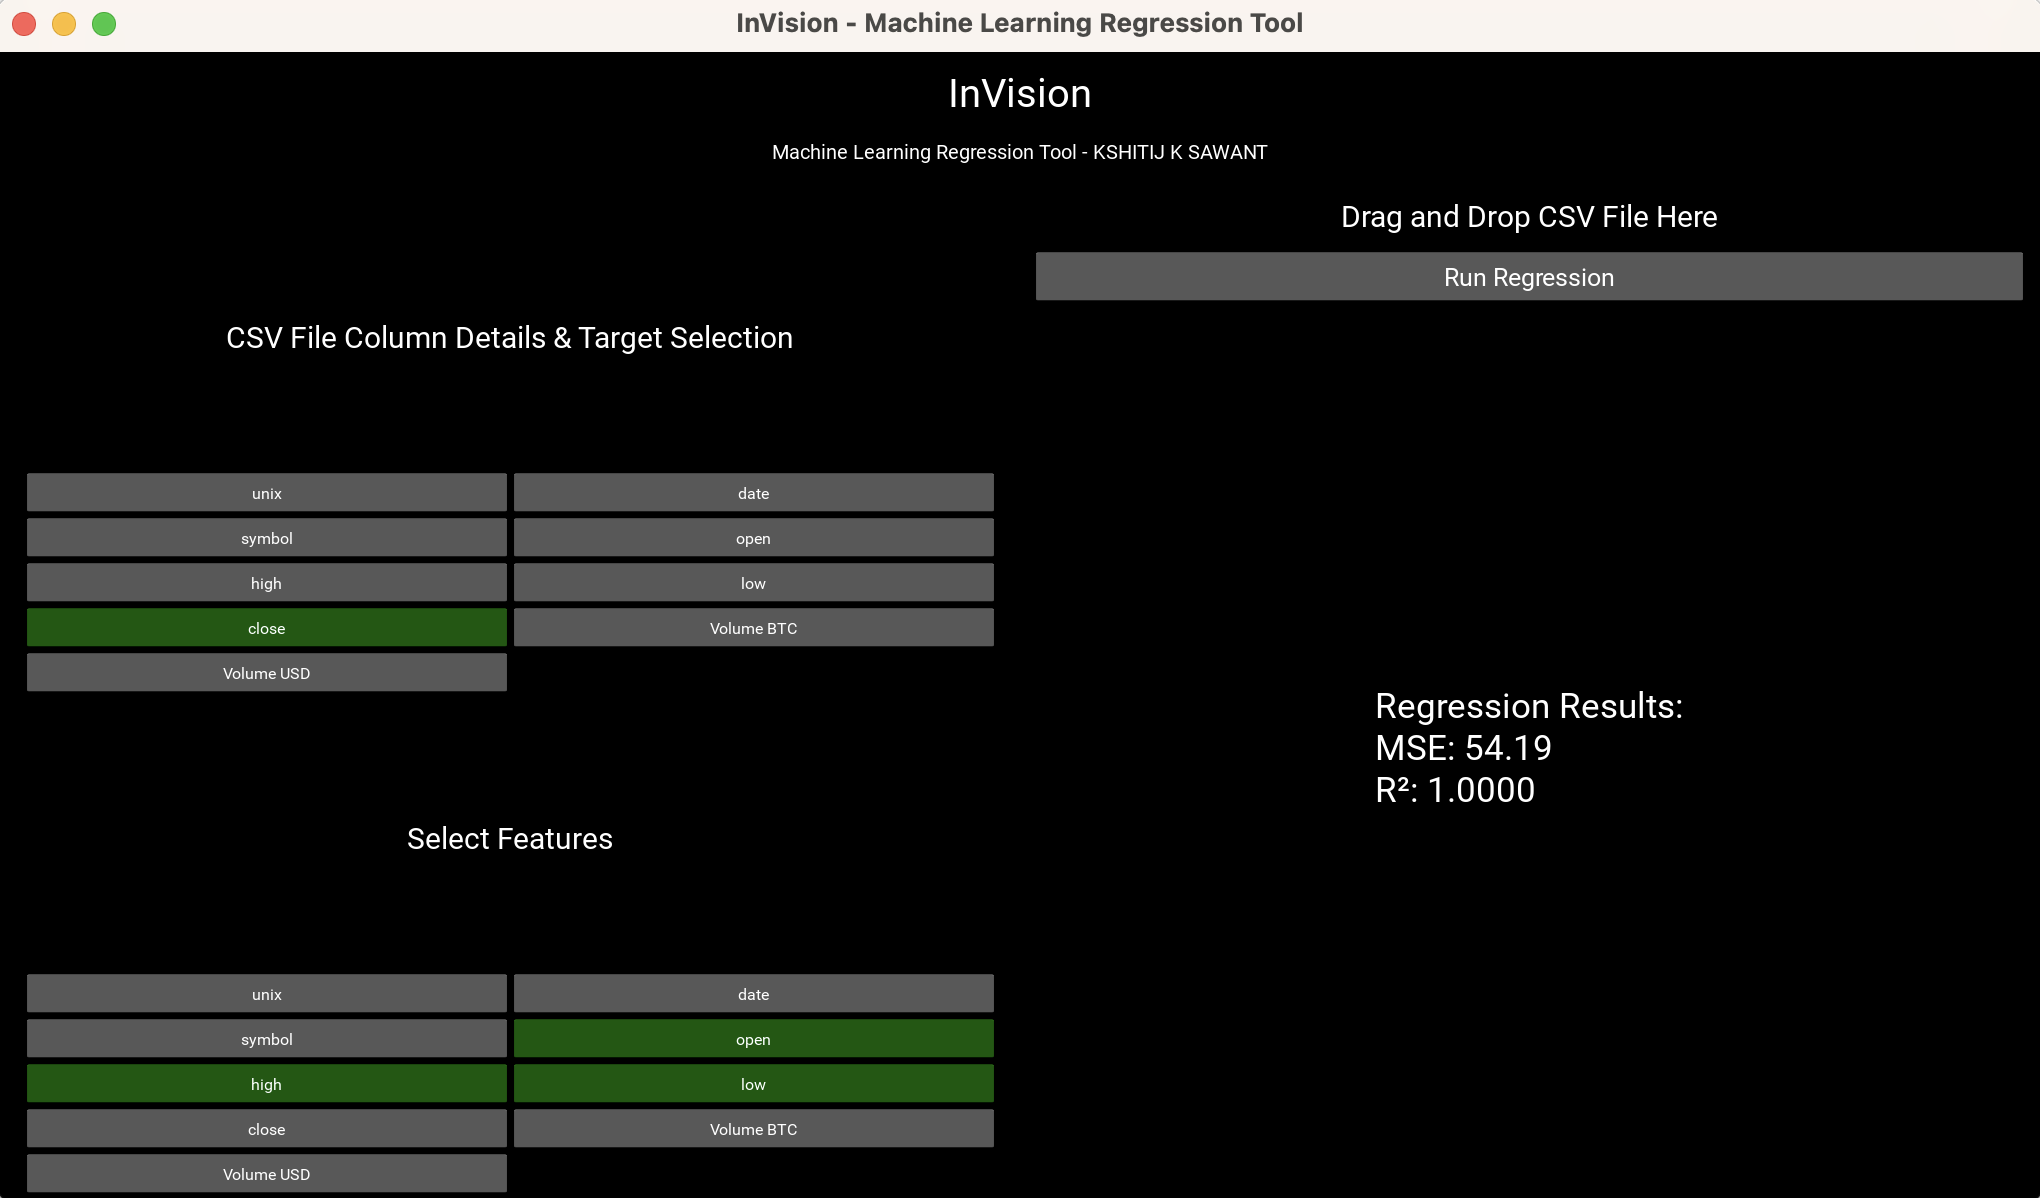 InVision - Machine Learning Regression Tool
InVision
Machine Learning Regression Tool - KSHITIJ K SAWANT
CSV File Column Details & Target Selection
unix
date
symbol
open
high
low
close
Volume BTC
Volume USD
Select Features
unix
date
symbol
open
high
low
close
Volume BTC
Volume USD
Drag and Drop CSV File Here
Run Regression
Regression Results:
MSE: 54.19
R²: 1.0000